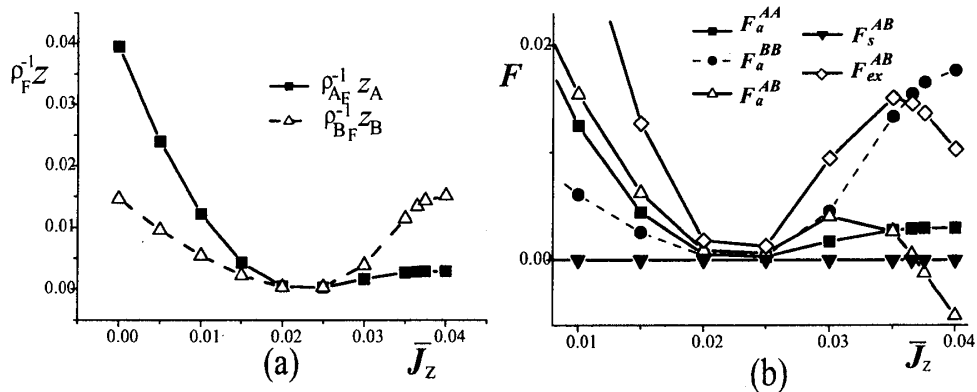 ρ_F^{-1}z
0.04
0.03
0.02
0.01
0.00
ρ_{A_F}^{-1} z_A
ρ_{B_F}^{-1} z_B
0.00 0.01 0.02 0.03 0.04
(a) J̄_z
F
0.02
0.00
F_a^{AA}
F_a^{BB}
F_a^{AB}
F_s^{AB}
F_{ex}^{AB}
0.01 0.02 0.03 0.04
(b) J̄_z